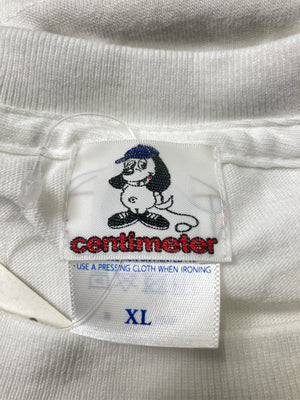 centimeter
USE A PRESSING CLOTH WHEN IRONING
XL